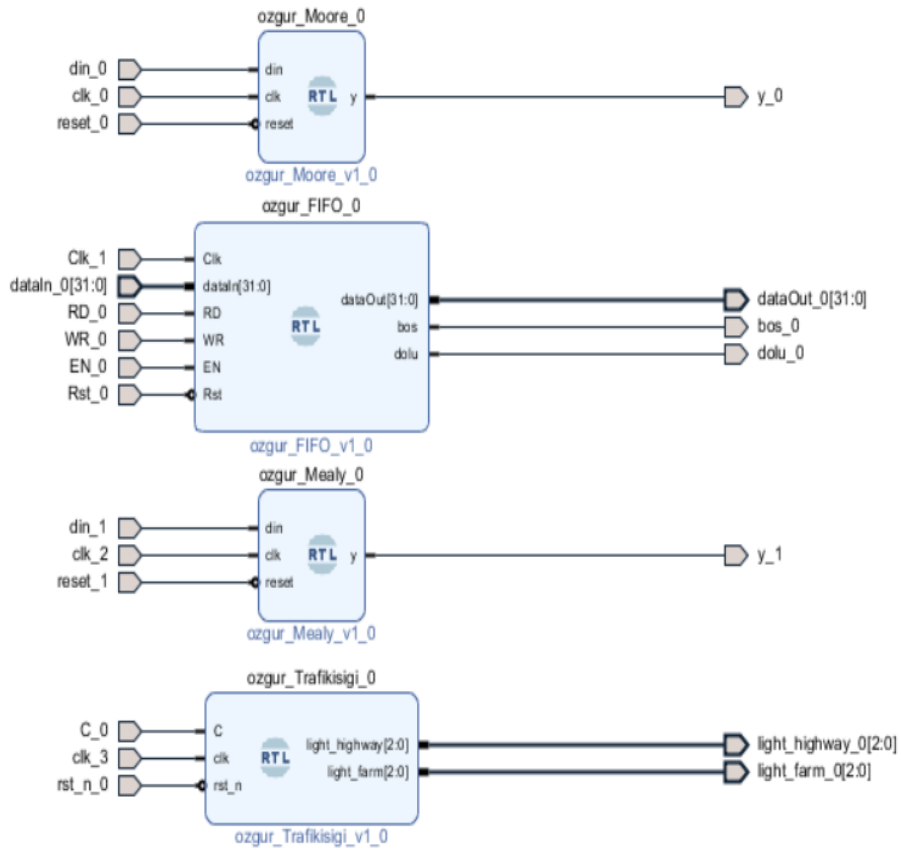 ozgur_Moore_0
din_0
clk_0
reset_0
din
clk
reset
RTL
y
y_0
ozgur_Moore_v1_0
ozgur_FIFO_0
Clk_1
dataIn_0[31:0]
RD_0
WR_0
EN_0
Rst_0
Clk
dataIn[31:0]
RD
WR
EN
Rst
RTL
dataOut[31:0]
bos
dolu
dataOut_0[31:0]
bos_0
dolu_0
ozgur_FIFO_v1_0
ozgur_Mealy_0
din_1
clk_2
reset_1
din
clk
reset
RTL
y
y_1
ozgur_Mealy_v1_0
ozgur_Trafikisigi_0
C_0
clk_3
rst_n_0
C
clk
rst_n
RTL
light_highway[2:0]
light_farm[2:0]
light_highway_0[2:0]
light_farm_0[2:0]
ozgur_Trafikisigi_v1_0